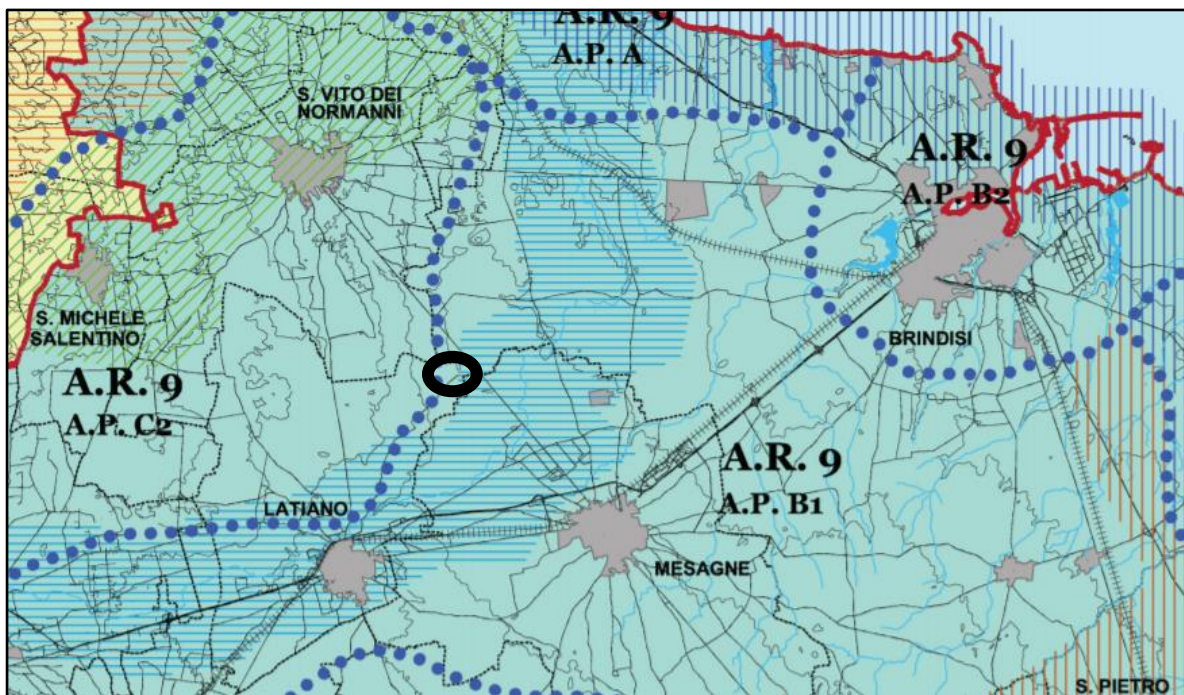 A.R. 9
A.P. A
S. VITO DEI
NORMANNI
A.R. 9
A.P. B2
S. MICHELE
SALENTINO
BRINDISI
A.R. 9
A.P. C2
A.R. 9
A.P. B1
LATIANO
MESAGNE
S. PIETRO